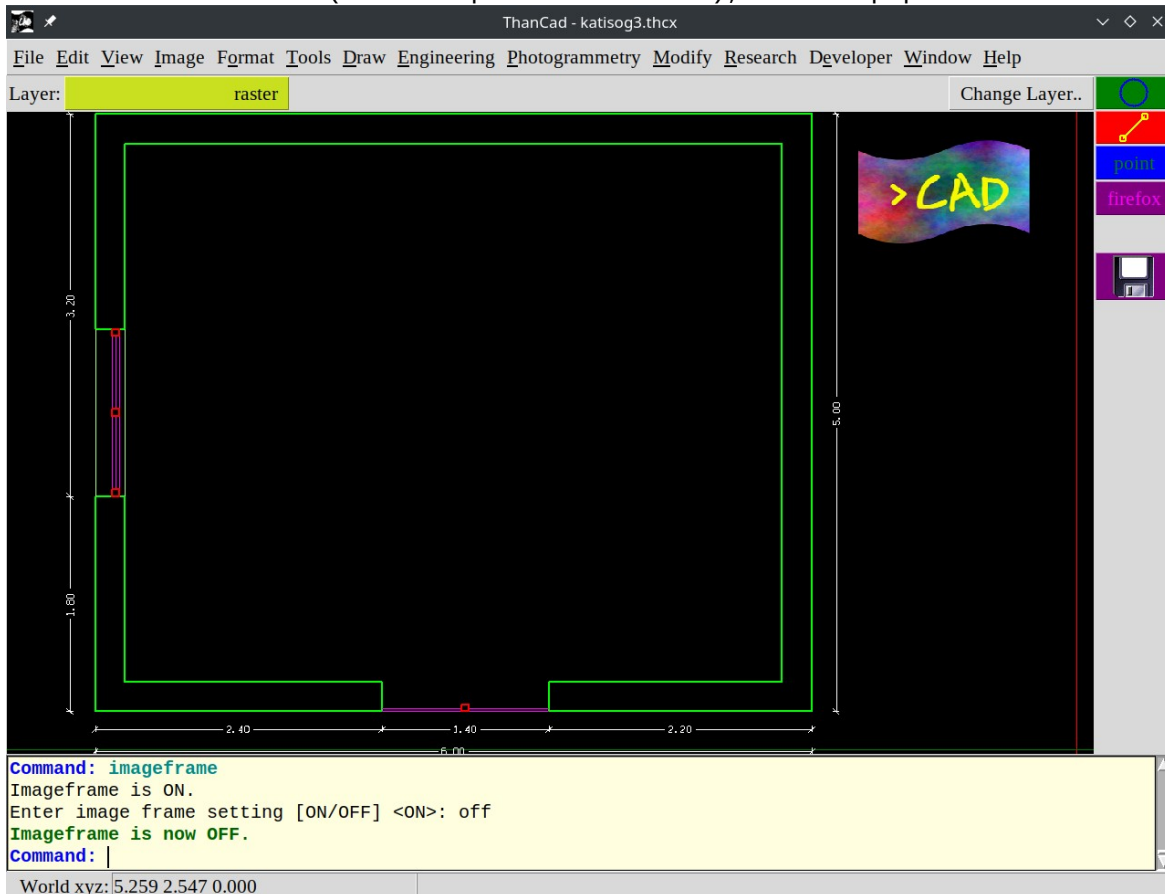 ThanCad - katisog3.thcx
File Edit View Image Format Tools Draw Engineering Photogrammetry Modify Research Developer Window Help
Layer: raster Change Layer..
point
firefox
>CAD
3.20
5.00
1.80
2.40 1.40 2.20
6.00
Command: imageframe
Imageframe is ON.
Enter image frame setting [ON/OFF] <ON>: off
Imageframe is now OFF.
Command:
World xyz: 5.259 2.547 0.000